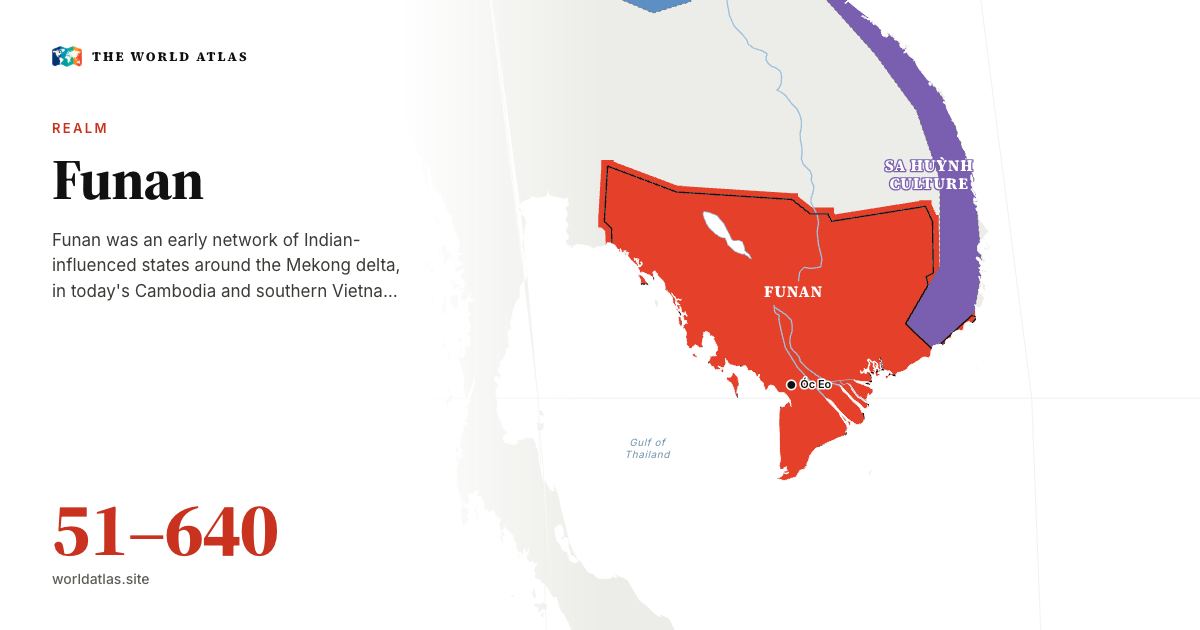 THE WORLD ATLAS
REALM
Funan
Funan was an early network of Indian-
influenced states around the Mekong delta,
in today's Cambodia and southern Vietna...
51–640
worldatlas.site
SA HUỲNH
CULTURE
FUNAN
Óc Eo
Gulf of
Thailand